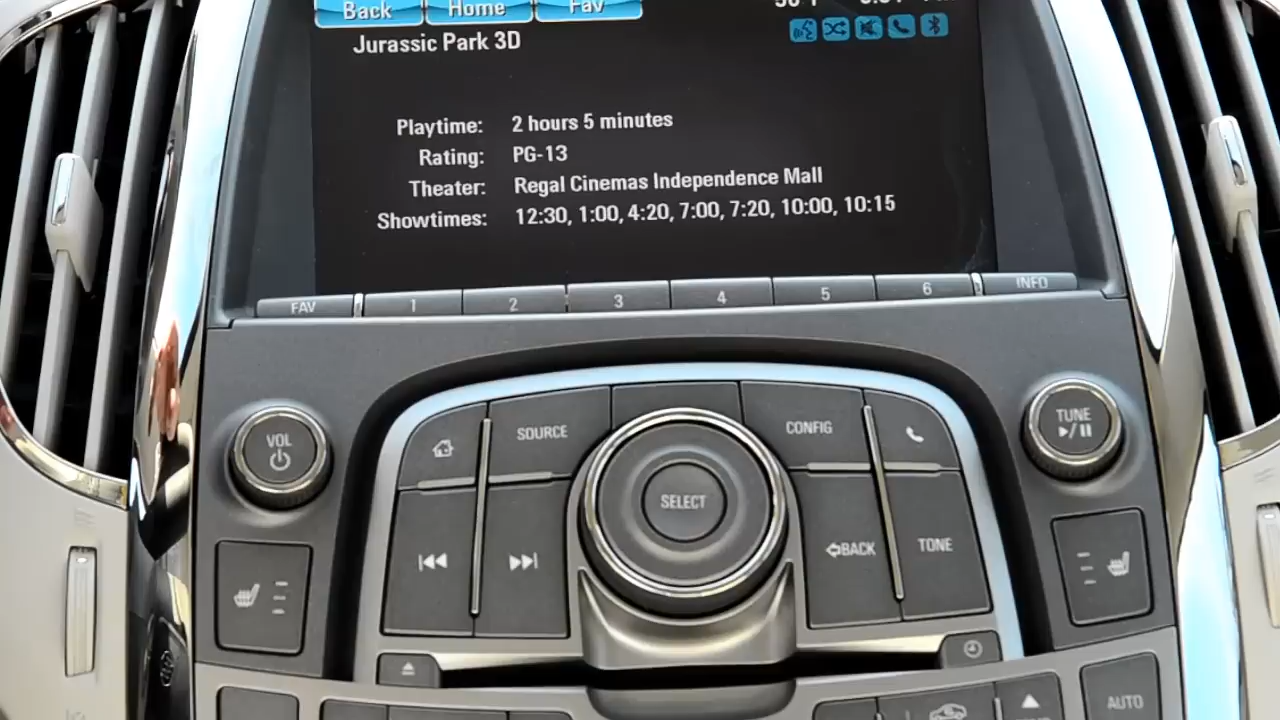 Back Home Fav
Jurassic Park 3D
Playtime: 2 hours 5 minutes
Rating: PG-13
Theater: Regal Cinemas Independence Mall
Showtimes: 12:30, 1:00, 4:20, 7:00, 7:20, 10:00, 10:15
FAV 1 2 3 4 5 6 INFO
VOL
SOURCE
CONFIG
TUNE
SELECT
BACK
TONE
AUTO